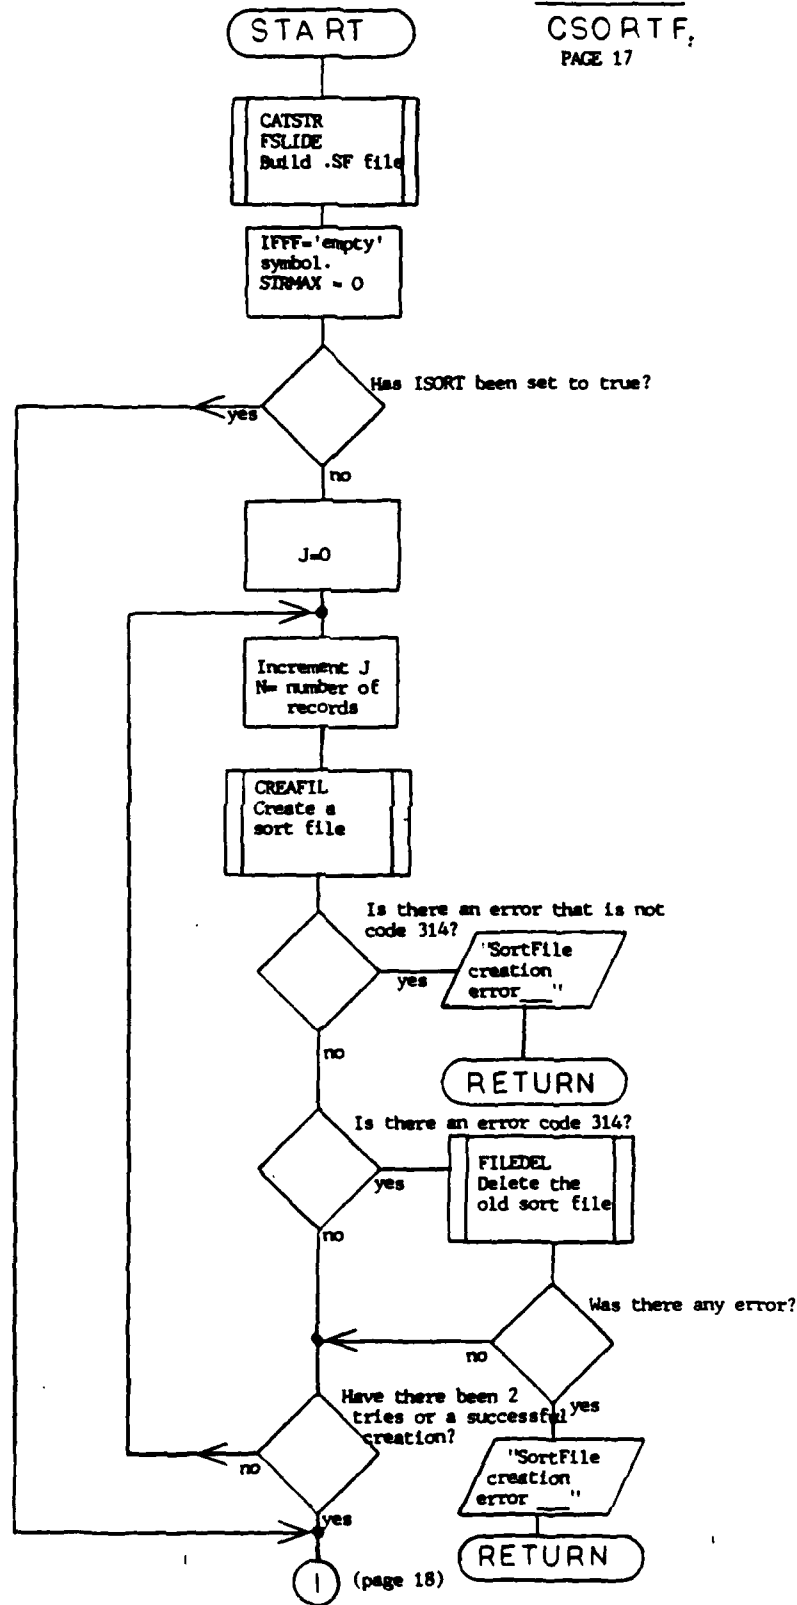 START
CSORTF
PAGE 17
CATSTR
FSLIDE
Build .SF file
IFFF='empty'
symbol.
STRMAX = 0
Has ISORT been set to true?
yes
no
J=0
Increment J
N= number of
records
CREAFIL
Create a
sort file
Is there an error that is not
code 314?
yes
"SortFile
creation
error___"
no
RETURN
Is there an error code 314?
yes
FILEDEL
Delete the
old sort file
no
Was there any error?
no
yes
Have there been 2
tries or a successful
creation?
no
yes
"SortFile
creation
error ___"
RETURN
1 (page 18)